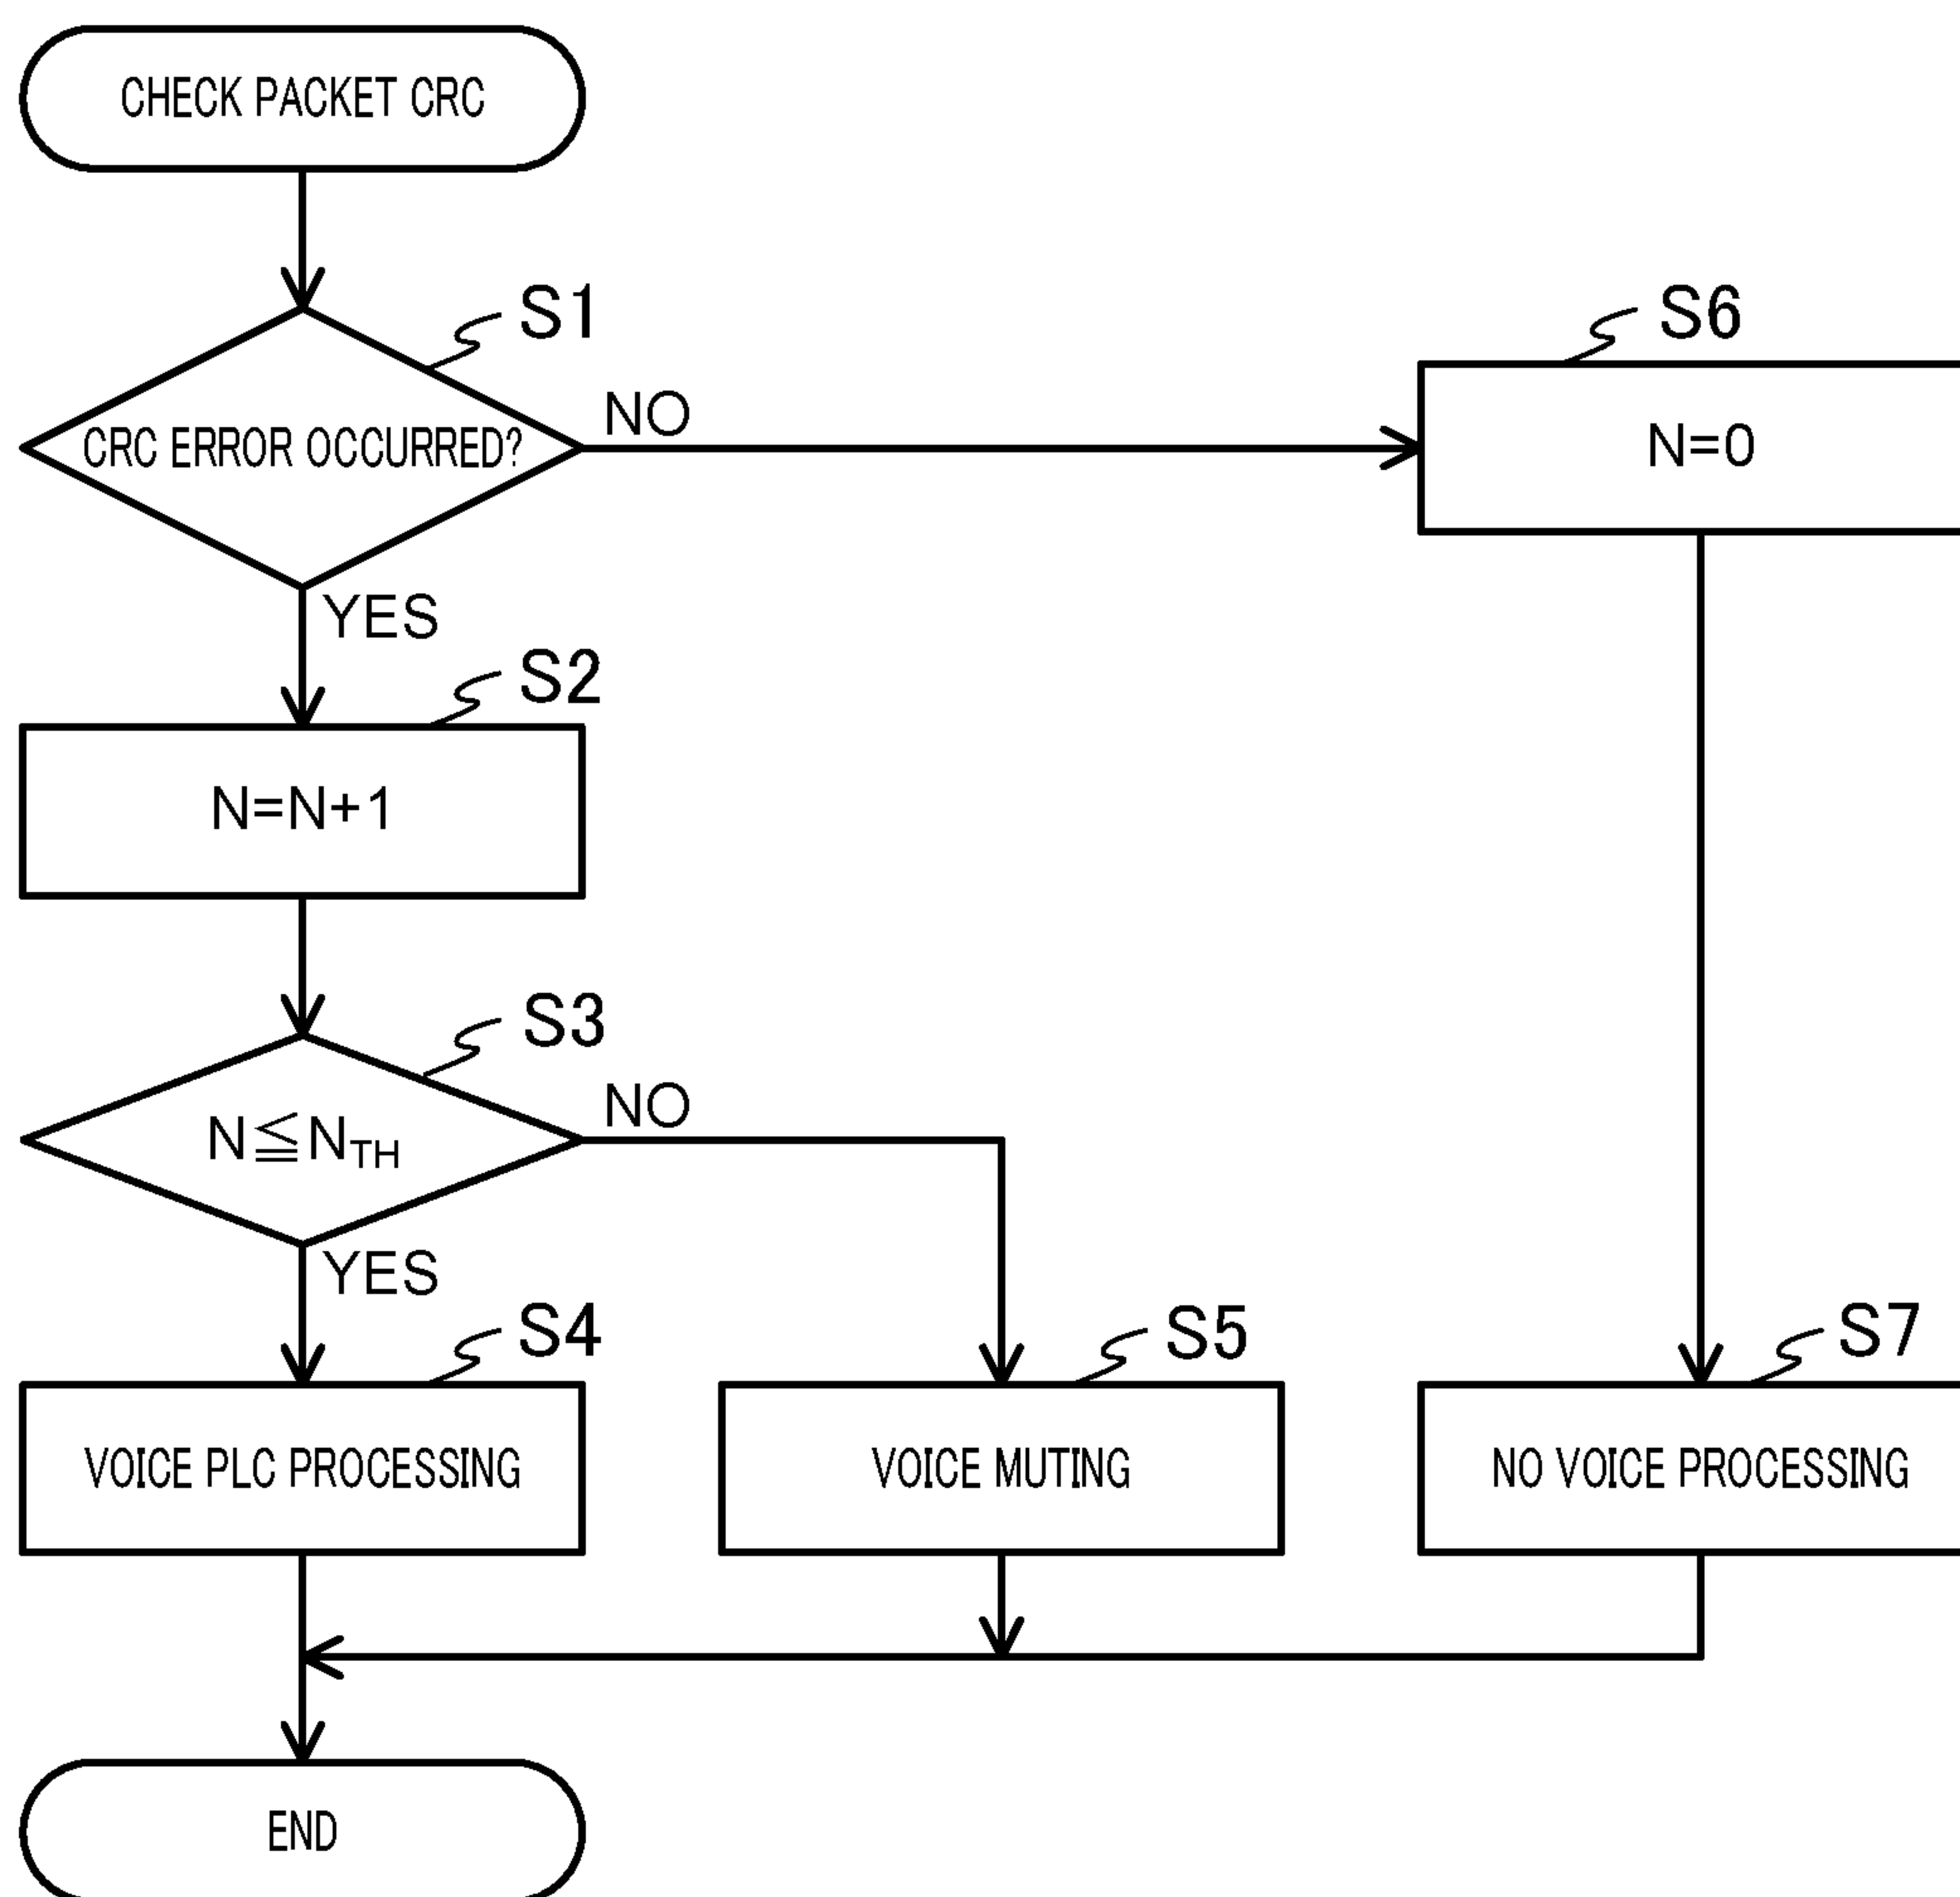 CHECK PACKET CRC
S1
CRC ERROR OCCURRED?
NO
S6
N=0
YES
S2
N=N+1
S3
N≦N_TH
NO
YES
S4
VOICE PLC PROCESSING
S5
VOICE MUTING
S7
NO VOICE PROCESSING
END